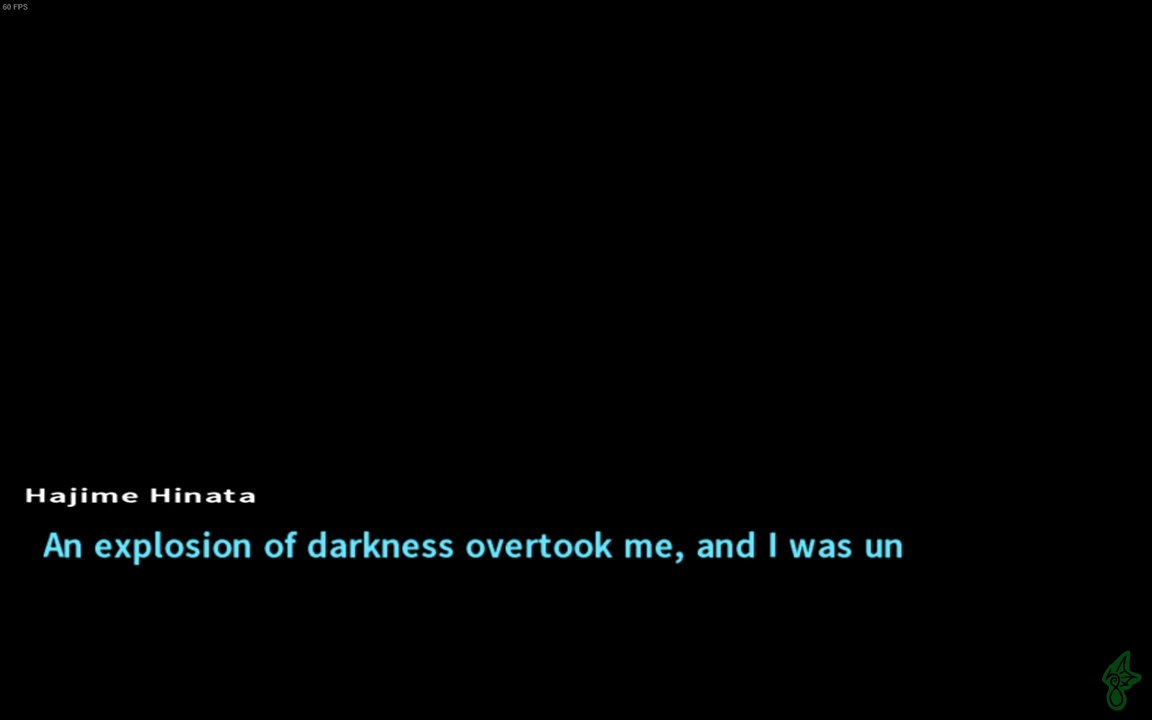 60 FPS
Hajime Hinata
An explosion of darkness overtook me, and I was un